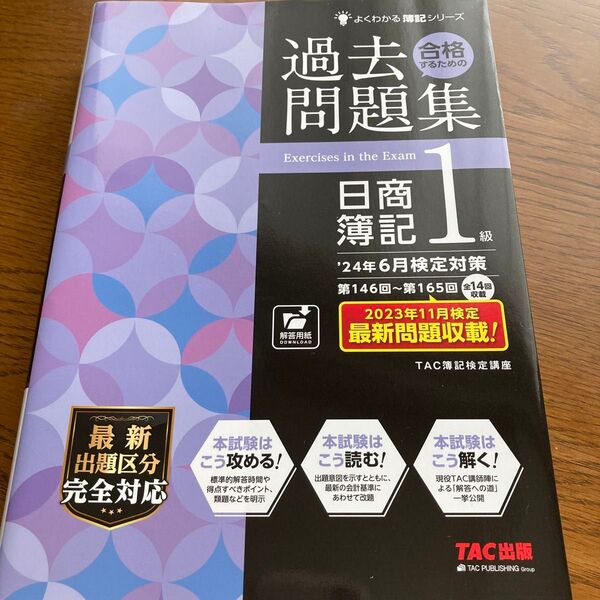 よくわかる簿記シリーズ
合格
するための
過去
問題集
Exercises in the Exam
日商
簿記
1級
'24年6月検定対策
第146回～第165回
全14回
収載
2023年11月検定
最新問題収載!
解答用紙
DOWNLOAD
TAC簿記検定講座
最新
出題区分
完全対応
本試験は
こう攻める!
標準的解答時間や
得点すべきポイント、
類題などを明示
本試験は
こう読む!
出題意図を示すとともに、
最新の会計基準に
あわせて改題
本試験は
こう解く!
現役TAC講師陣に
よる「解答への道」
一挙公開
TAC出版
TAC PUBLISHING Group